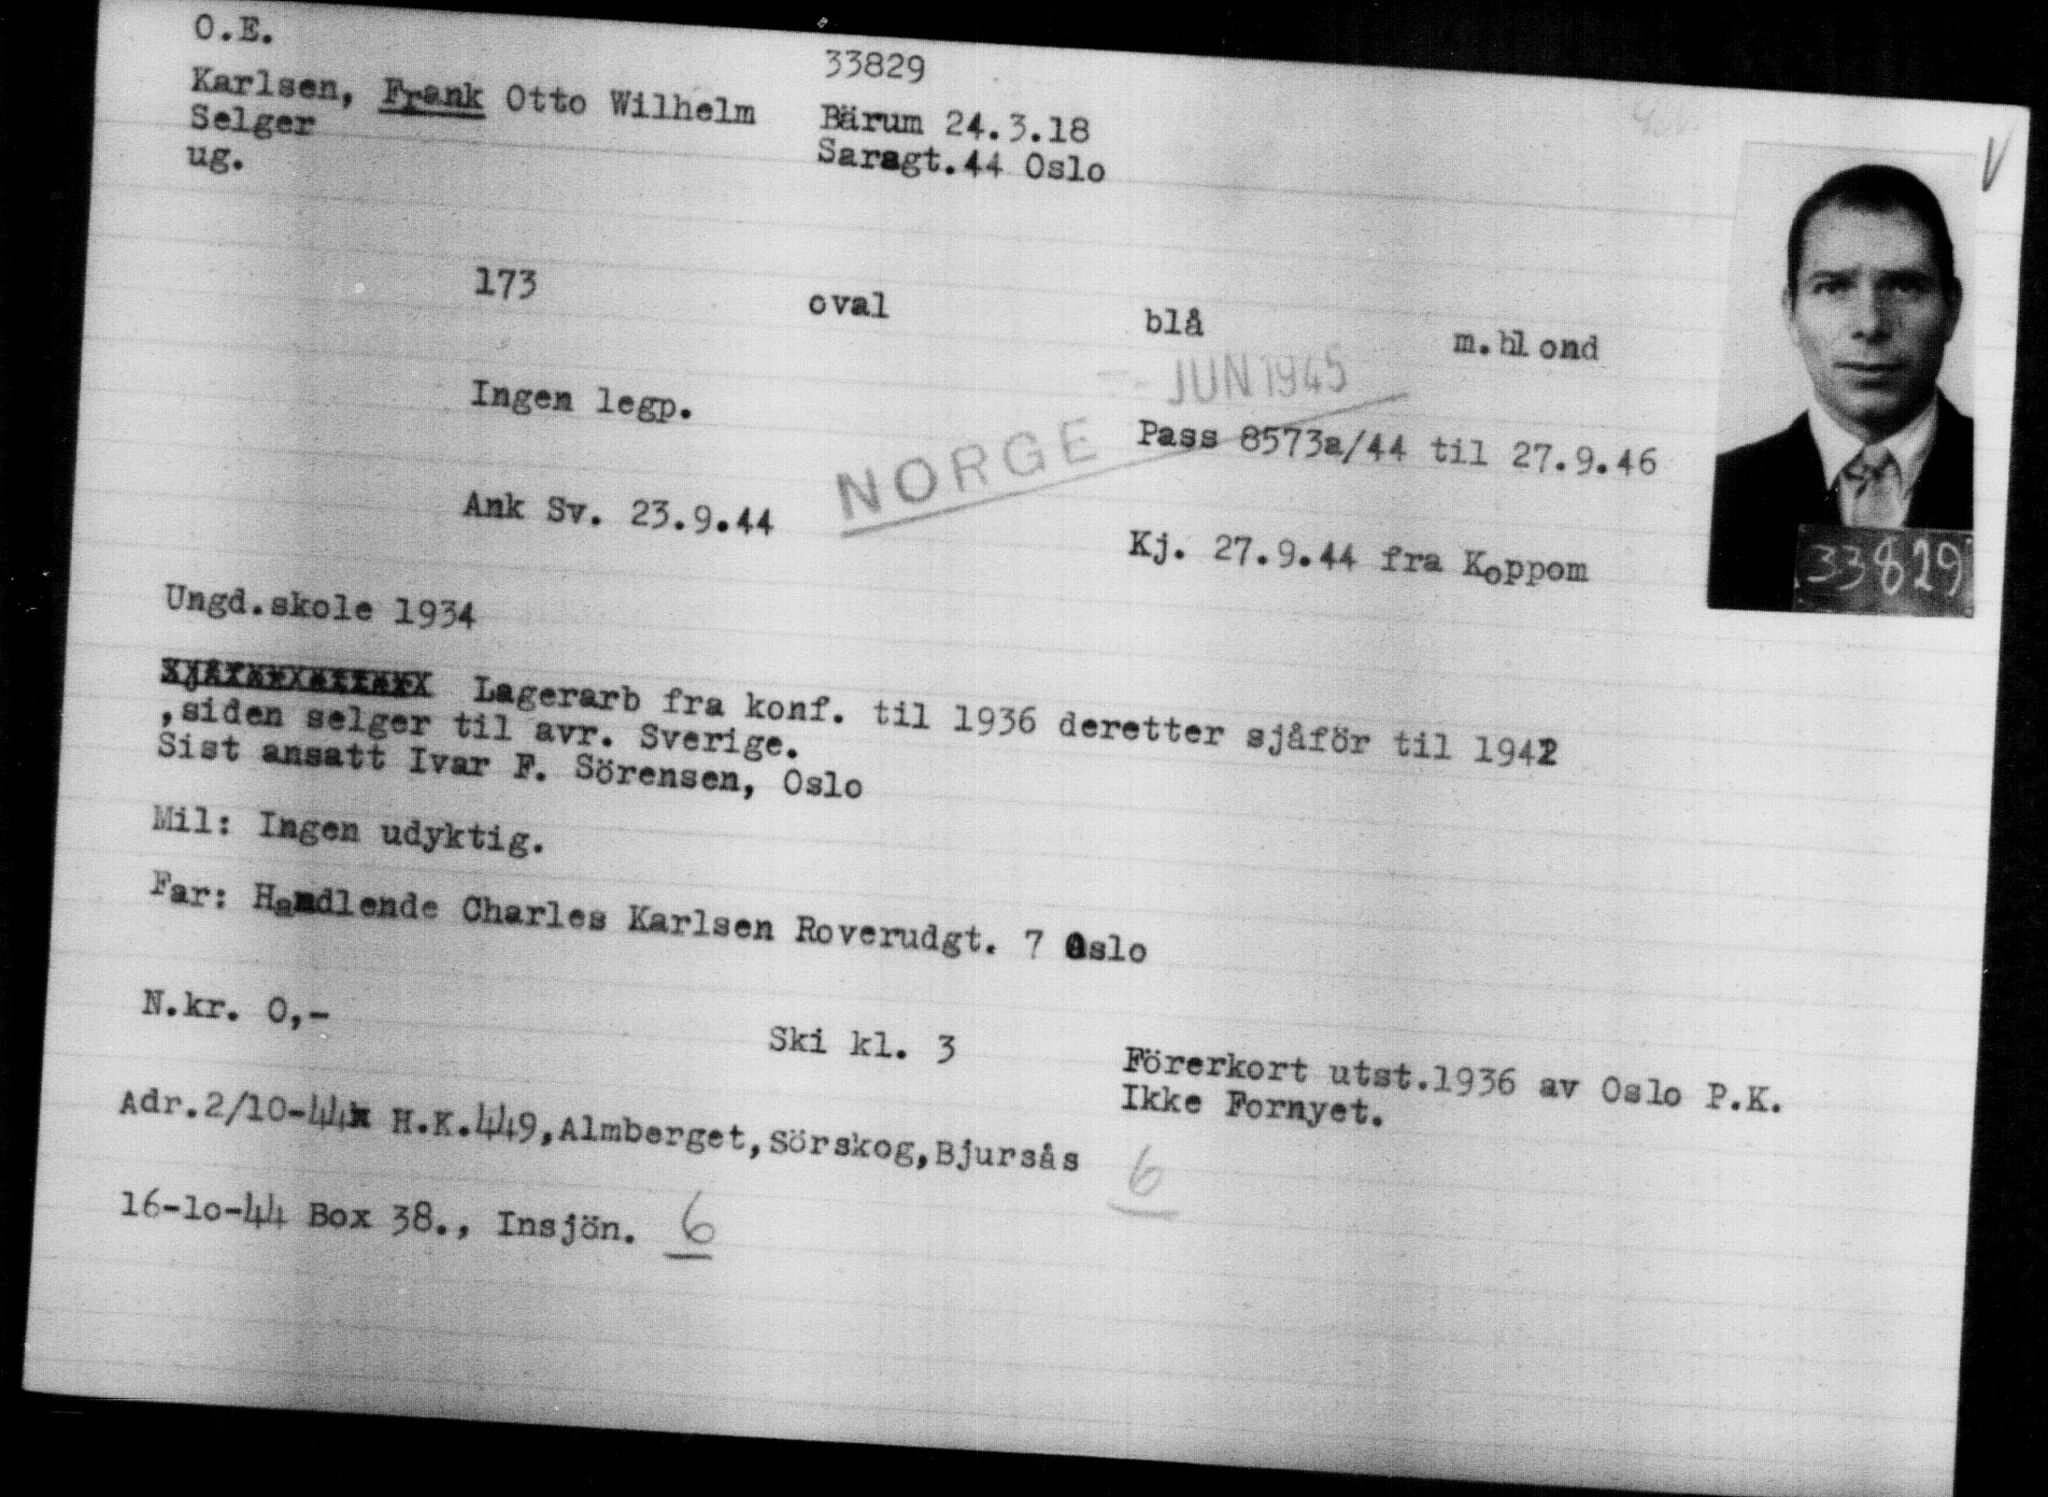 O.E.
33829
Karlsen, Frank Otto Wilhelm
Bärum 24.3.18
Selger
Saragt.44 Oslo
ug.
173
oval
blå
m.blond
JUN 1945
Ingen legp.
NORGE
Pass 8573a/44 til 27.9.46
Ank Sv. 23.9.44
Kj. 27.9.44 fra Koppom
33829
Ungd.skole 1934
Lagerarb fra konf. til 1936 deretter sjåför til 1942
,siden selger til avr. Sverige.
Sist ansatt Ivar F. Sörensen, Oslo
Mil: Ingen udyktig.
Far: Handlende Charles Karlsen Roverudgt. 7 Oslo
N.kr. 0,-
Ski kl. 3
Förerkort utst.1936 av Oslo P.K.
Ikke Fornyet.
Adr.2/10-44 H.K.449,Almberget,Sörskog,Bjursås
6
16-10-44 Box 38., Insjön. 6